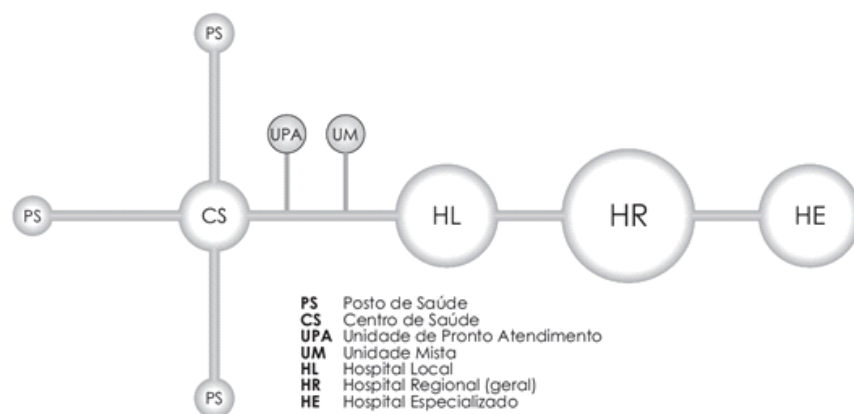 PS
UPA UM
PS CS HL HR HE
PS
PS Posto de Saúde
CS Centro de Saúde
UPA Unidade de Pronto Atendimento
UM Unidade Mista
HL Hospital Local
HR Hospital Regional (geral)
HE Hospital Especializado